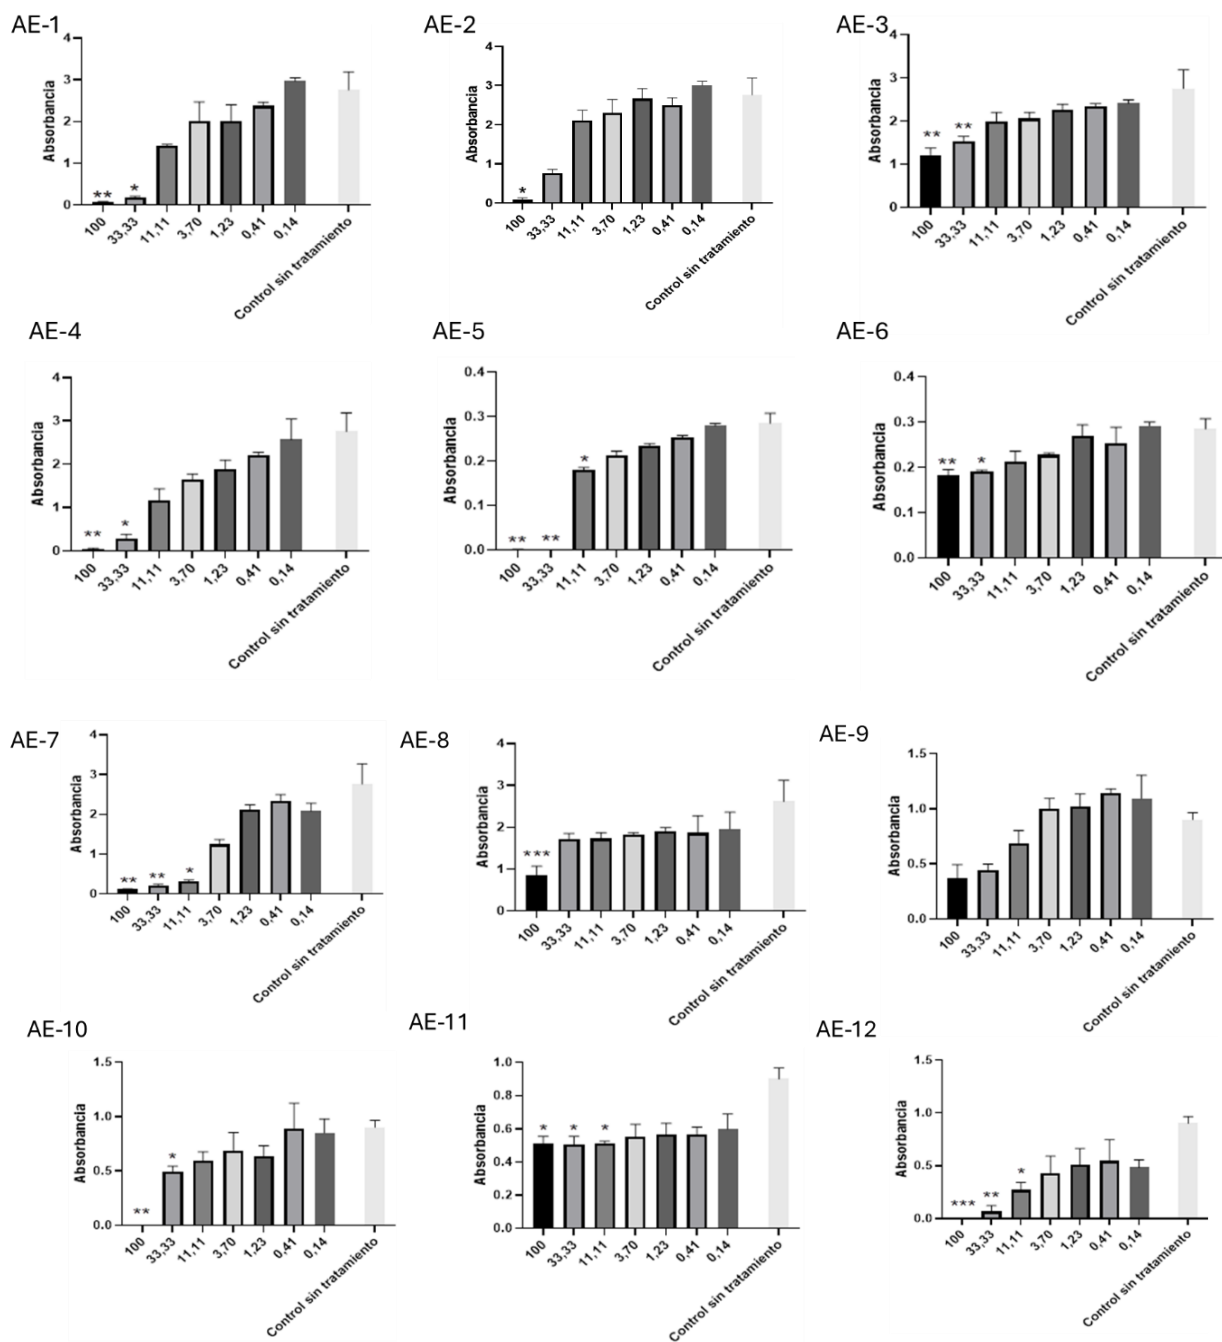 AE-1
Absorbancia
4
3
2
1
0
** *
100 33,33 11,11 3,70 1,23 0,41 0,14 Control sin tratamiento
AE-2
Absorbancia
4
3
2
1
0
*
100 33,33 11,11 3,70 1,23 0,41 0,14 Control sin tratamiento
AE-3
Absorbancia
4
3
2
1
0
** **
100 33,33 11,11 3,70 1,23 0,41 0,14 Control sin tratamiento
AE-4
Absorbancia
4
3
2
1
0
** *
100 33,33 11,11 3,70 1,23 0,41 0,14 Control sin tratamiento
AE-5
Absorbancia
0.4
0.3
0.2
0.1
0.0
** ** *
100 33,33 11,11 3,70 1,23 0,41 0,14 Control sin tratamiento
AE-6
Absorbancia
0.4
0.3
0.2
0.1
0.0
** *
100 33,33 11,11 3,70 1,23 0,41 0,14 Control sin tratamiento
AE-7
Absorbancia
4
3
2
1
0
** ** *
100 33,33 11,11 3,70 1,23 0,41 0,14 Control sin tratamiento
AE-8
Absorbancia
4
3
2
1
0
***
100 33,33 11,11 3,70 1,23 0,41 0,14 Control sin tratamiento
AE-9
Absorbancia
1.5
1.0
0.5
0.0
100 33,33 11,11 3,70 1,23 0,41 0,14 Control sin tratamiento
AE-10
Absorbancia
1.5
1.0
0.5
0.0
** *
100 33,33 11,11 3,70 1,23 0,41 0,14 Control sin tratamiento
AE-11
Absorbancia
1.0
0.8
0.6
0.4
0.2
0.0
* * *
100 33,33 11,11 3,70 1,23 0,41 0,14 Control sin tratamiento
AE-12
Absorbancia
1.5
1.0
0.5
0.0
*** ** *
100 33,33 11,11 3,70 1,23 0,41 0,14 Control sin tratamiento